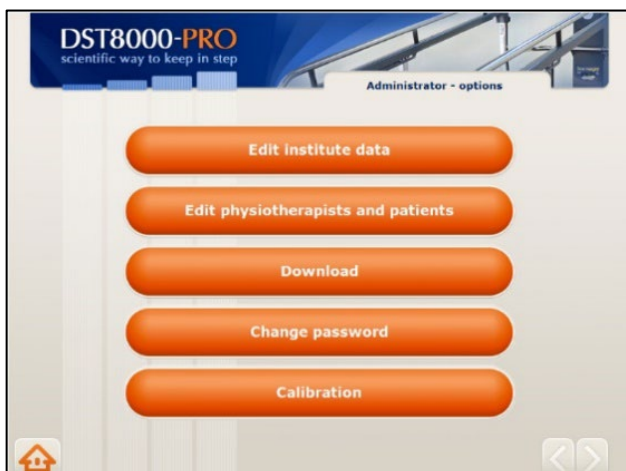 DST8000-PRO
scientific way to keep in step
Administrator - options
Edit institute data
Edit physiotherapists and patients
Download
Change password
Calibration